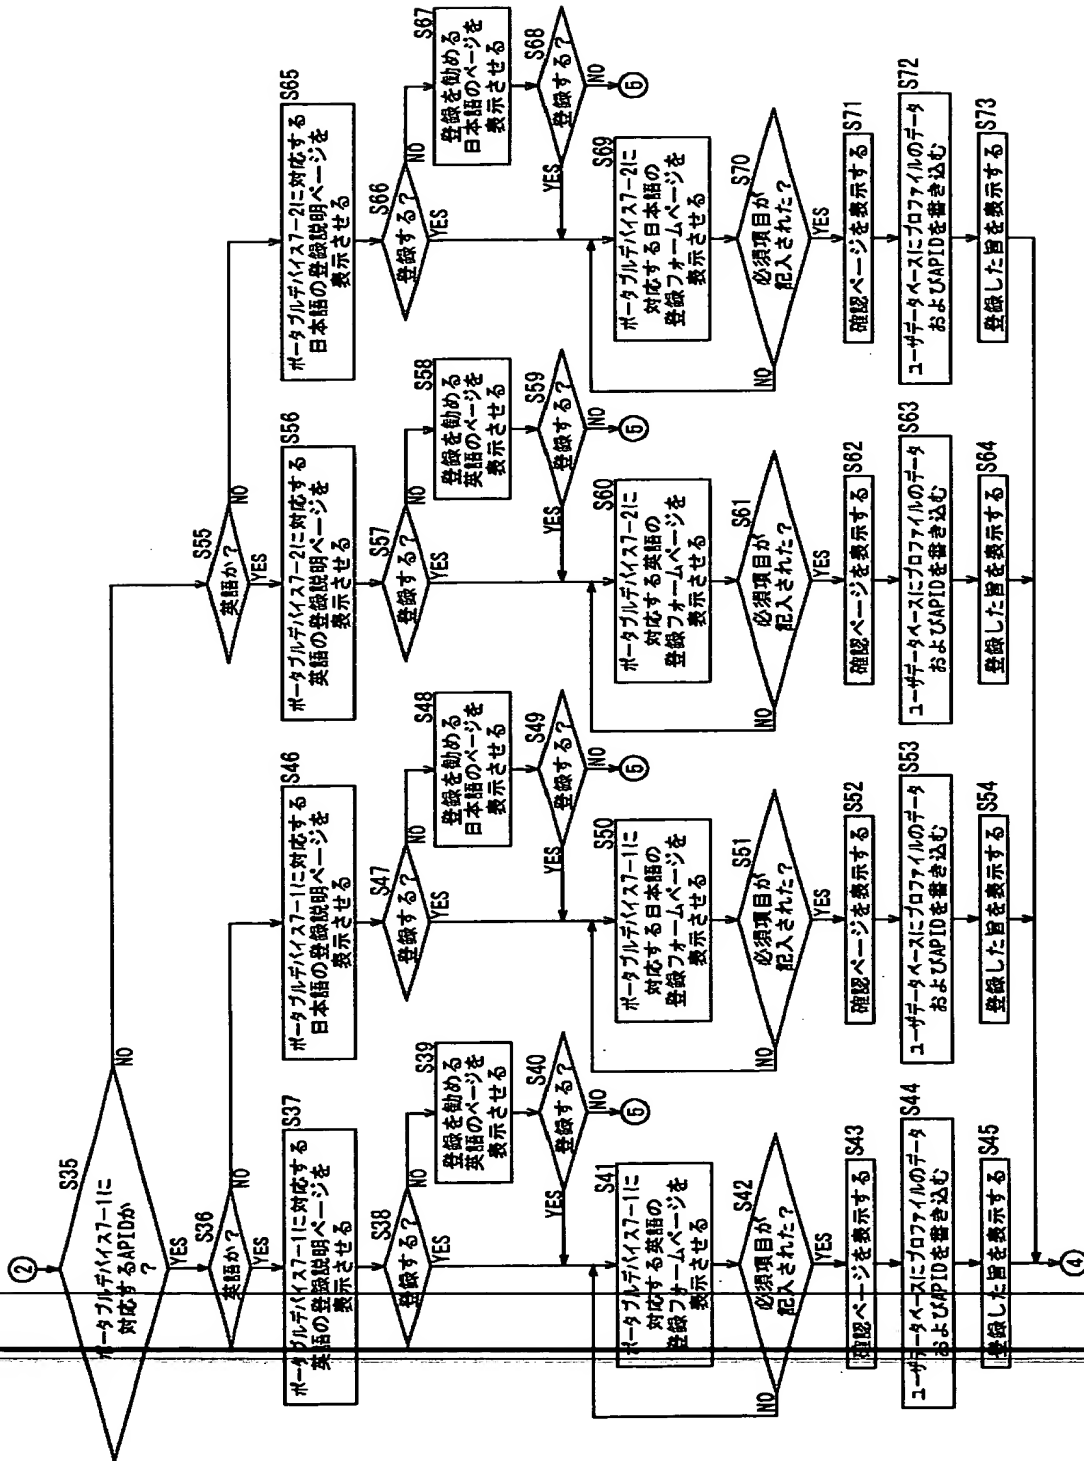 ②
S35
ポータブルデバイス7-1に
対応するAPIDか
?
NO
YES
S36
英語か?
NO
YES
S37
ポータブルデバイス7-1に対応する
英語の登録説明ページを
表示させる
S38
登録する?
NO
YES
S39
登録を勧める
英語のページを
表示させる
S40
登録する?
YES
NO
⑤
S41
ポータブルデバイス7-1に
対応する英語の
登録フォームページを
表示させる
S42
必須項目が
記入された?
NO
YES
S43
確認ページを表示する
S44
ユーザデータベースにプロファイルのデータ
およびAPIDを書き込む
S45
登録した旨を表示する
④
S46
ポータブルデバイス7-1に対応する
日本語の登録説明ページを
表示させる
S47
登録する?
NO
YES
S48
登録を勧める
日本語のページを
表示させる
S49
登録する?
YES
NO
⑤
S50
ポータブルデバイス7-1に
対応する日本語の
登録フォームページを
表示させる
S51
必須項目が
記入された?
NO
YES
S52
確認ページを表示する
S53
ユーザデータベースにプロファイルのデータ
およびAPIDを書き込む
S54
登録した旨を表示する
S55
英語か?
NO
YES
S56
ポータブルデバイス7-2に対応する
英語の登録説明ページを
表示させる
S57
登録する?
NO
YES
S58
登録を勧める
英語のページを
表示させる
S59
登録する?
YES
NO
⑤
S60
ポータブルデバイス7-2に
対応する英語の
登録フォームページを
表示させる
S61
必須項目が
記入された?
NO
YES
S62
確認ページを表示する
S63
ユーザデータベースにプロファイルのデータ
およびAPIDを書き込む
S64
登録した旨を表示する
S65
ポータブルデバイス7-2に対応する
日本語の登録説明ページを
表示させる
S66
登録する?
NO
YES
S67
登録を勧める
日本語のページを
表示させる
S68
登録する?
YES
NO
⑤
S69
ポータブルデバイス7-2に
対応する日本語の
登録フォームページを
表示させる
S70
必須項目が
記入された?
NO
YES
S71
確認ページを表示する
S72
ユーザデータベースにプロファイルのデータ
およびAPIDを書き込む
S73
登録した旨を表示する